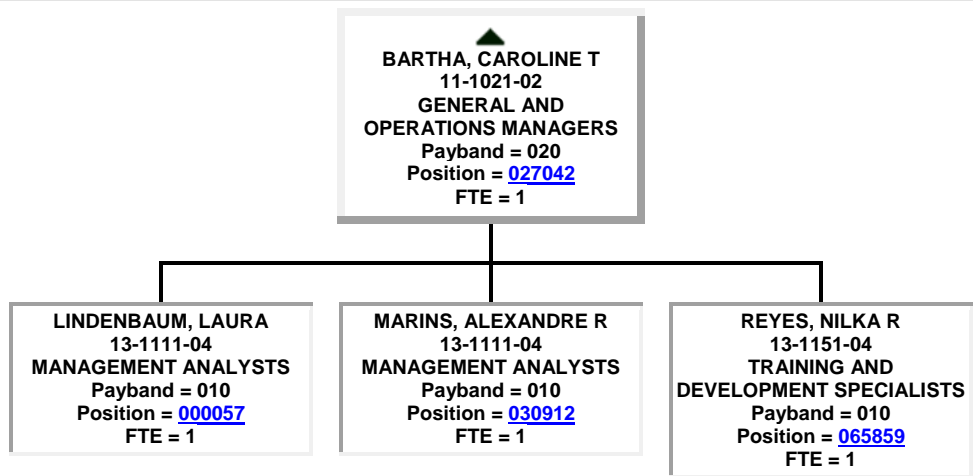 BARTHA, CAROLINE T
11-1021-02
GENERAL AND
OPERATIONS MANAGERS
Payband = 020
Position = 027042
FTE = 1
LINDENBAUM, LAURA
13-1111-04
MANAGEMENT ANALYSTS
Payband = 010
Position = 000057
FTE = 1
MARINS, ALEXANDRE R
13-1111-04
MANAGEMENT ANALYSTS
Payband = 010
Position = 030912
FTE = 1
REYES, NILKA R
13-1151-04
TRAINING AND
DEVELOPMENT SPECIALISTS
Payband = 010
Position = 065859
FTE = 1